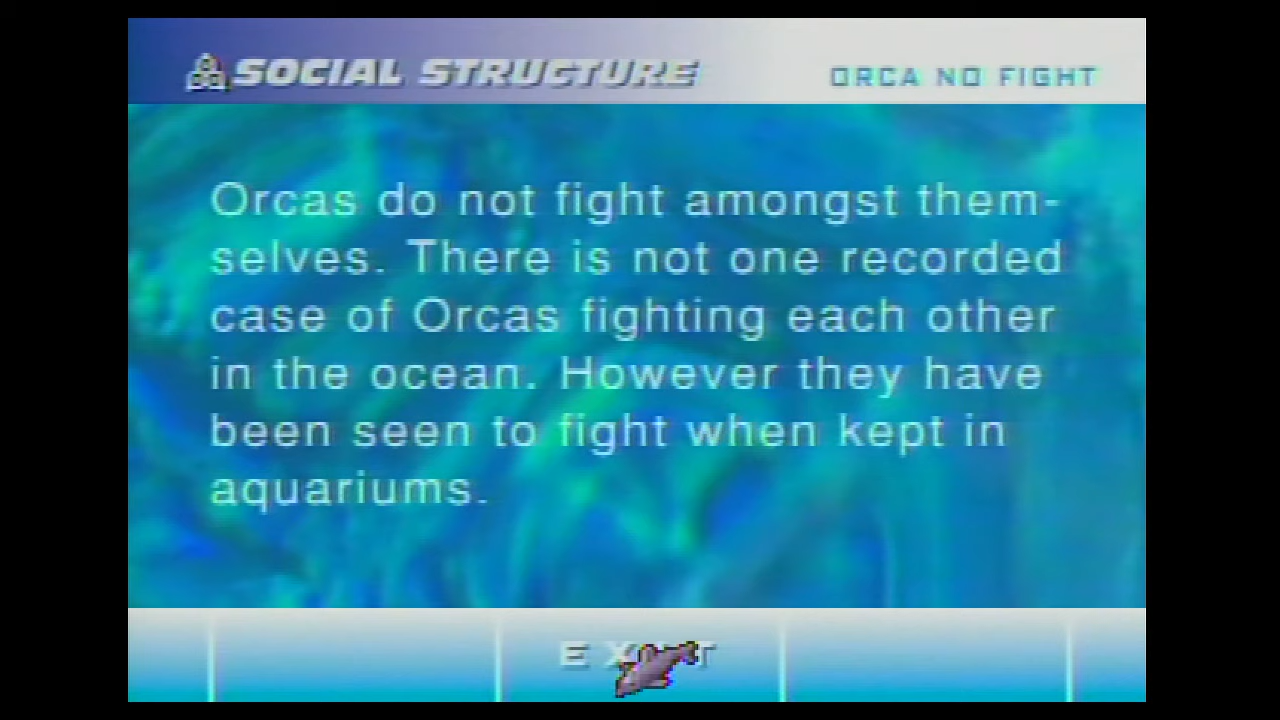 SOCIAL STRUCTURE
ORCA NO FIGHT
Orcas do not fight amongst them-
selves. There is not one recorded
case of Orcas fighting each other
in the ocean. However they have
been seen to fight when kept in
aquariums.
EXIT